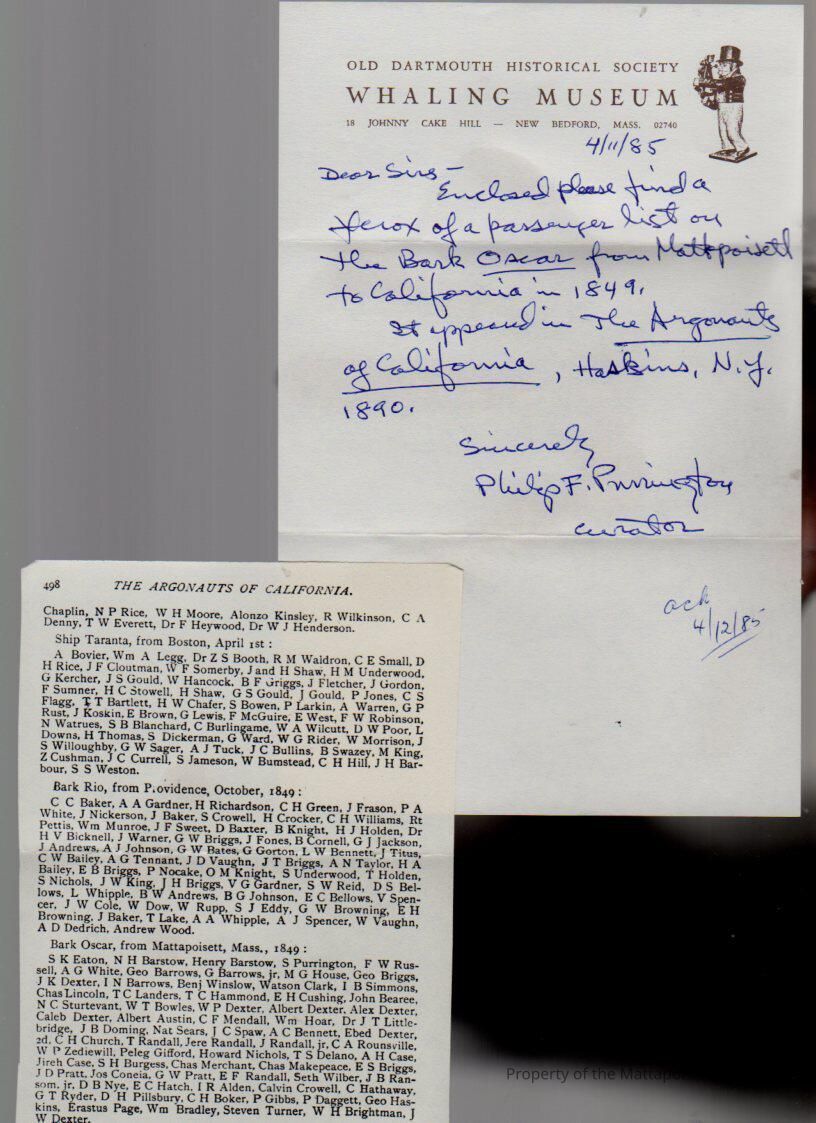 OLD DARTMOUTH HISTORICAL SOCIETY
WHALING MUSEUM
18 JOHNNY CAKE HILL — NEW BEDFORD, MASS. 02740
4/11/85
Dear Sirs—
Enclosed please find a
Xerox of a passenger list on
the Bark Oscar from Mattpoisett
to California in 1849.
It appeared in The Argonauts
of California, Haskins, N.Y.
1890.
Sincerely
Philip F. Purrington
curator
ack
4/12/85
498 THE ARGONAUTS OF CALIFORNIA.
Chaplin, N P Rice, W H Moore, Alonzo Kinsley, R Wilkinson, C A
Denny, T W Everett, Dr F Heywood, Dr W J Henderson.
Ship Taranta, from Boston, April 1st:
A Bovier, Wm A Legg, Dr Z S Booth, R M Waldron, C E Small, D
H Rice, J F Cloutman, W F Somerby, J and H Shaw, H M Underwood,
G Kercher, J S Gould, W Hancock, B F Griggs, J Fletcher, J Gordon,
F Sumner, H C Stowell, H Shaw, G S Gould, J Gould, P Jones, C S
Flagg, T T Bartlett, H W Chafer, S Bowen, P Larkin, A Warren, G P
Rust, J Koskin, E Brown, G Lewis, F McGuire, E West, F W Robinson,
N Watrues, S B Blanchard, C Burlingame, W A Wilcutt, D W Poor, L
Downs, H Thomas, S Dickerman, G Ward, W G Rider, W Morrison, J
S Willoughby, G W Sager, A J Tuck, J C Bullins, B Swazey, M King,
Z Cushman, J C Currell, S Jameson, W Bumstead, C H Hill, J H Bar-
bour, S S Weston.
Bark Rio, from Providence, October, 1849:
C C Baker, A A Gardner, H Richardson, C H Green, J Frason, P A
White, J Nickerson, J Baker, S Crowell, H Crocker, C H Williams, Rt
Pettis, Wm Munroe, J F Sweet, D Baxter, B Knight, H J Holden, Dr
H V Bicknell, J Warner, G W Briggs, J Fones, B Cornell, G J Jackson,
J Andrews, A J Johnson, G W Bates, G Gorton, L W Bennett, J Titus,
C W Bailey, A G Tennant, J D Vaughn, J T Briggs, A N Taylor, H A
Bailey, E B Briggs, P Nocake, O M Knight, S Underwood, T Holden,
S Nichols, J W King, J H Briggs, V G Gardner, S W Reid, D S Bel-
lows, L Whipple, B W Andrews, B G Johnson, E C Bellows, V Spen-
cer, J W Cole, W Dow, W Rupp, S J Eddy, G W Browning, E H
Browning, J Baker, T Lake, A A Whipple, A J Spencer, W Vaughn,
A D Dedrich, Andrew Wood.
Bark Oscar, from Mattapoisett, Mass., 1849:
S K Eaton, N H Barstow, Henry Barstow, S Purrington, F W Rus-
sell, A G White, Geo Barrows, G Barrows, jr, M G House, Geo Briggs,
J K Dexter, I N Barrows, Benj Winslow, Watson Clark, I B Simmons,
Chas Lincoln, T C Landers, T C Hammond, E H Cushing, John Bearee,
N C Sturtevant, W T Bowles, W P Dexter, Albert Dexter, Alex Dexter,
Caleb Dexter, Albert Austin, C F Mendall, Wm Hoar, Dr J T Little-
bridge, J B Doming, Nat Sears, J C Spaw, A C Bennett, Ebed Dexter,
2d, C H Church, T Randall, Jere Randall, J Randall, jr, C A Rounsville,
W P Zediewill, Peleg Gifford, Howard Nichols, T S Delano, A H Case,
Jireh Case, S H Burgess, Chas Merchant, Chas Makepeace, E S Briggs,
J D Pratt, Jos Coneia, G W Pratt, E F Randall, Seth Wilber, J B Ran-
som, jr, D B Nye, E C Hatch, I R Alden, Calvin Crowell, C Hathaway,
G T Ryder, D H Pillsbury, C H Boker, P Gibbs, P Daggett, Geo Has-
kins, Erastus Page, Wm Bradley, Steven Turner, W H Brightman, J
W Dexter.
Property of the Mattapo